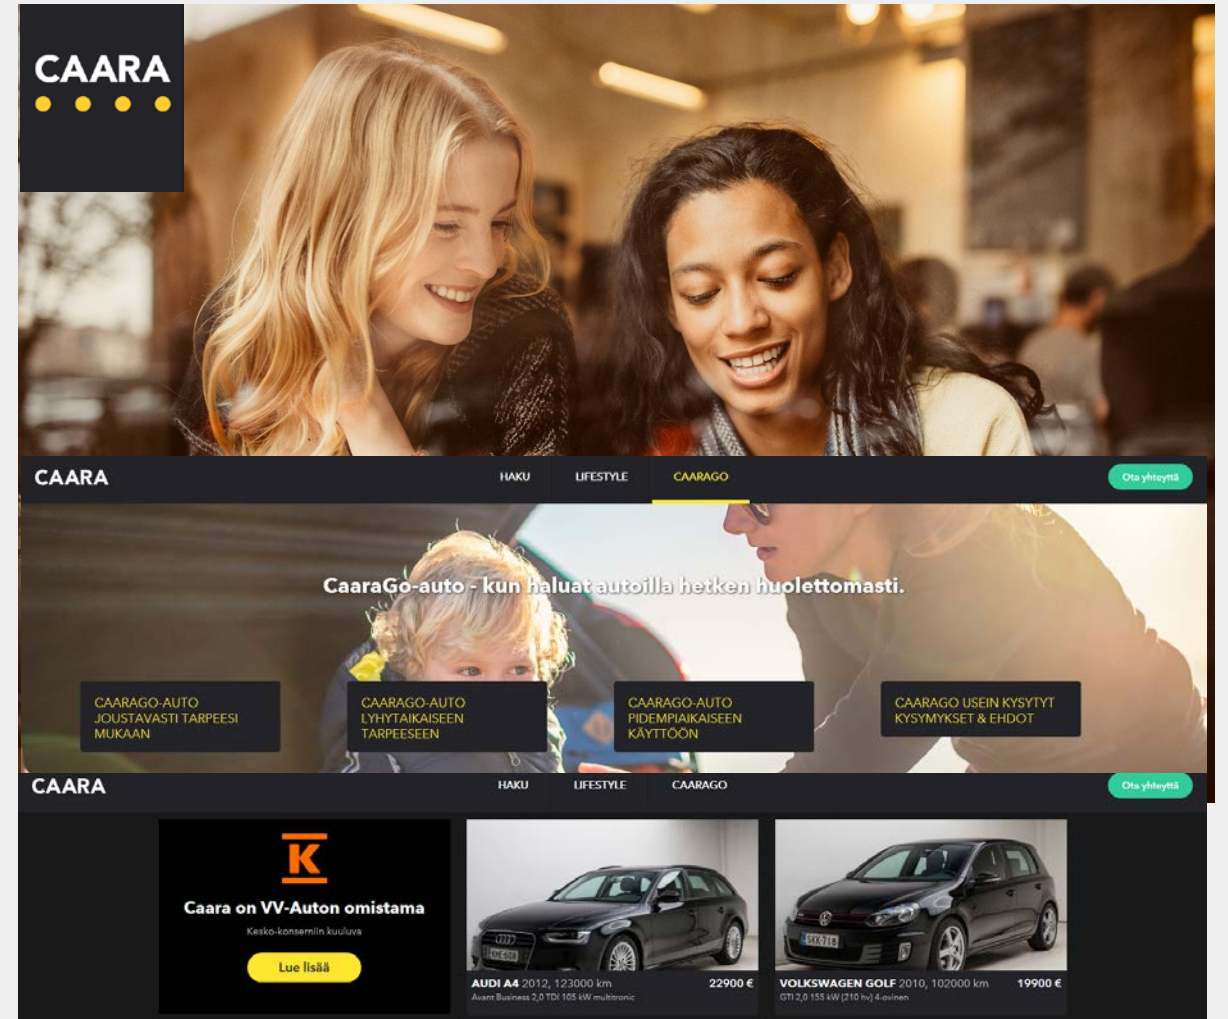 CAARA
CAARA
HAKU
LIFESTYLE
CAARAGO
Ota yhteyttä
CaaraGo-auto - kun haluat autoilla hetken huolettomasti.
CAARAGO-AUTO
JOUSTAVASTI TARPEESI
MUKAAN
CAARAGO-AUTO
LYHYTAIKAISEEN
TARPEESEEN
CAARAGO-AUTO
PIDEMPIAIKAISEEN
KÄYTTÖÖN
CAARAGO USEIN KYSYTYT
KYSYMYKSET & EHDOT
CAARA
HAKU
LIFESTYLE
CAARAGO
Ota yhteyttä
K
Caara on VV-Auton omistama
Kesko-konserniin kuuluva
Lue lisää
AUDI A4 2012, 123000 km 22900 €
Avant Business 2,0 TDI 105 kW multitronic
SKK-718
VOLKSWAGEN GOLF 2010, 102000 km 19900 €
GTI 2,0 155 kW (210 hv) 4-ovinen